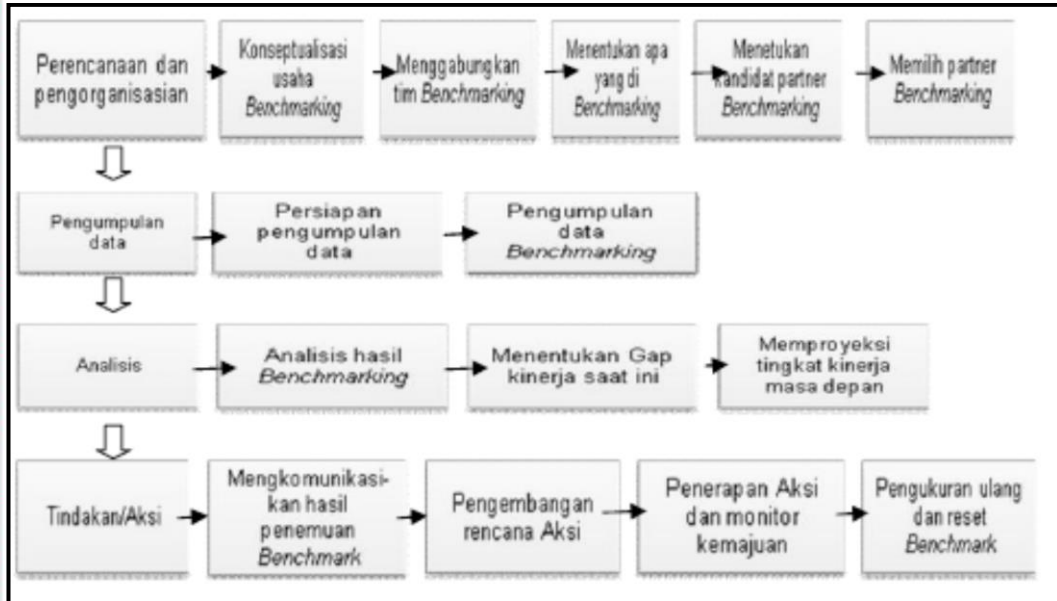 Perencanaan dan
pengorganisasian
Konseptualisasi
usaha
Benchmarking
Menggabungkan
tim Benchmarking
Menentukan apa
yang di
Benchmarking
Menetukan
kandidat partner
Benchmarking
Memilih partner
Benchmarking
Pengumpulan
data
Persiapan
pengumpulan
data
Pengumpulan
data
Benchmarking
Analisis
Analisis hasil
Benchmarking
Menentukan Gap
kinerja saat ini
Memproyeksi
tingkat kinerja
masa depan
Tindakan/Aksi
Mengkomunikasi-
kan hasil
penemuan
Benchmark
Pengembangan
rencana Aksi
Penerapan Aksi
dan monitor
kemajuan
Pengukuran ulang
dan reset
Benchmark